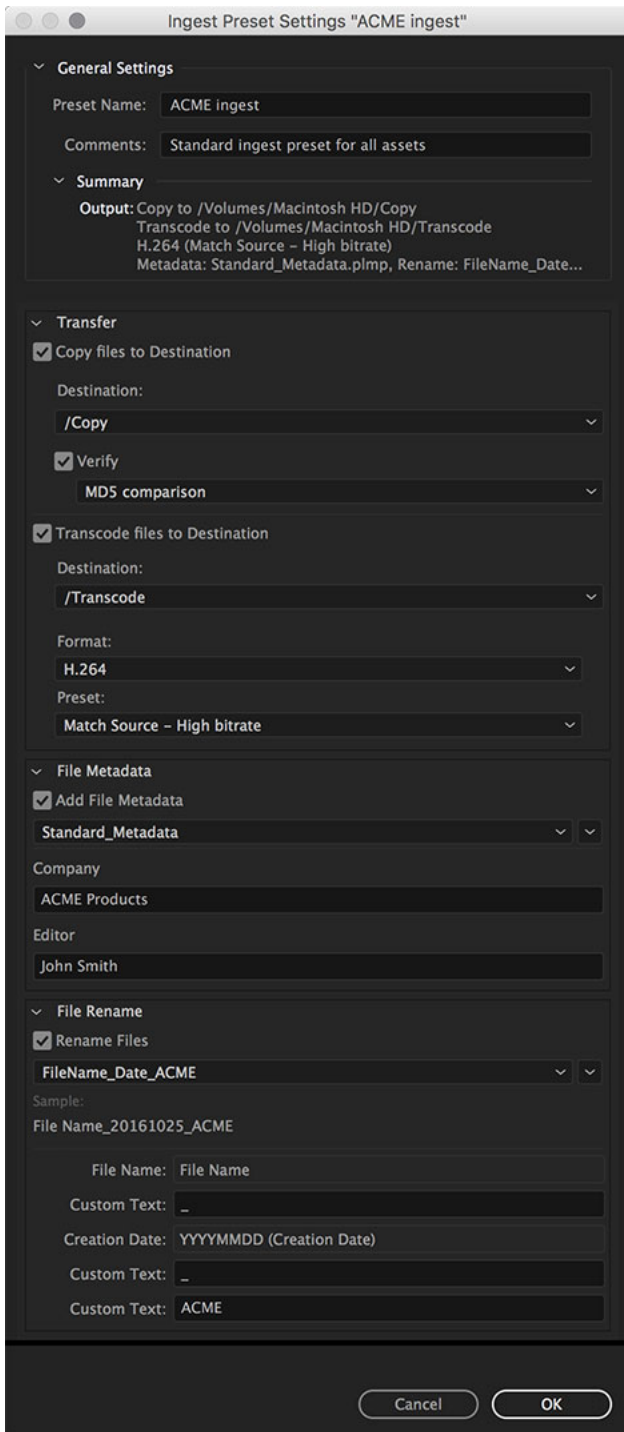 Ingest Preset Settings "ACME ingest"
General Settings
Preset Name: ACME ingest
Comments: Standard ingest preset for all assets
Summary
Output: Copy to /Volumes/Macintosh HD/Copy
Transcode to /Volumes/Macintosh HD/Transcode
H.264 (Match Source – High bitrate)
Metadata: Standard_Metadata.plmp, Rename: FileName_Date...
Transfer
Copy files to Destination
Destination:
/Copy
Verify
MD5 comparison
Transcode files to Destination
Destination:
/Transcode
Format:
H.264
Preset:
Match Source – High bitrate
File Metadata
Add File Metadata
Standard_Metadata
Company
ACME Products
Editor
John Smith
File Rename
Rename Files
FileName_Date_ACME
Sample:
File Name_20161025_ACME
File Name: File Name
Custom Text: _
Creation Date: YYYYMMDD (Creation Date)
Custom Text: _
Custom Text: ACME
Cancel OK